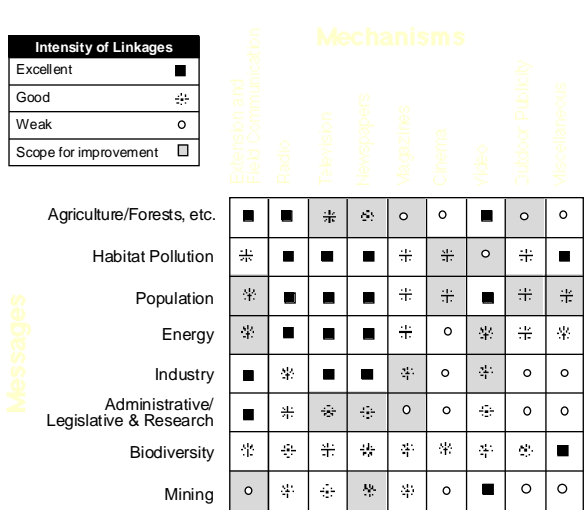 Mechanisms
Intensity of Linkages
Excellent
Good
Weak
Scope for improvement
Extension and
Field Communication
Radio
Television
Newspapers
Magazines
Cinema
Video
Outdoor Publicity
Miscellaneous
Messages
Agriculture/Forests, etc.
Habitat Pollution
Population
Energy
Industry
Administrative/
Legislative & Research
Biodiversity
Mining